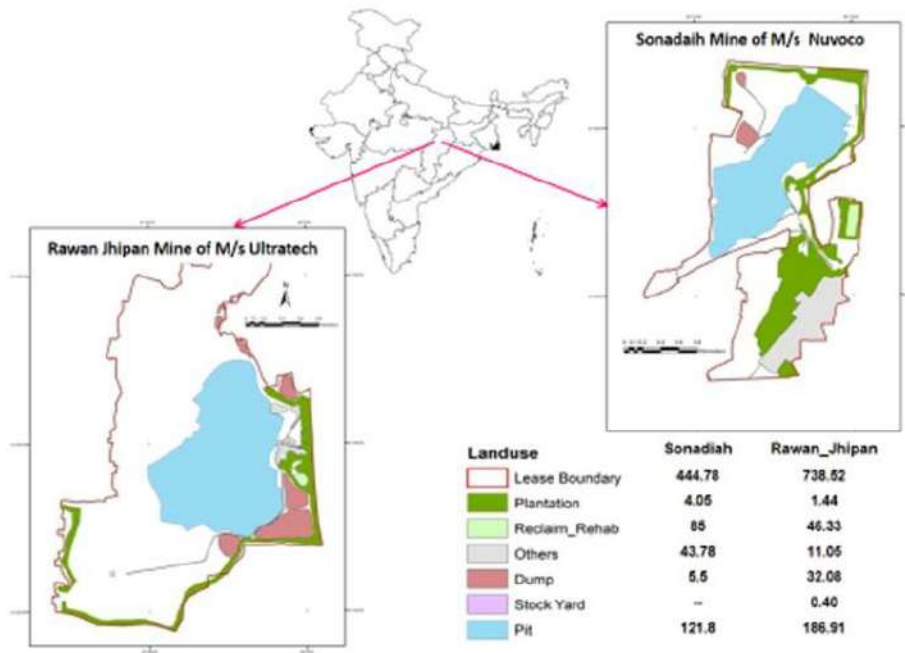 Sonadaih Mine of M/s Nuvoco
Rawan Jhipan Mine of M/s Ultratech
N
Landuse Sonadiah Rawan_Jhipan
Lease Boundary 444.78 738.52
Plantation 4.05 1.44
Reclaim_Rehab 85 46.33
Others 43.78 11.05
Dump 5.5 32.08
Stock Yard -- 0.40
Pit 121.8 186.91